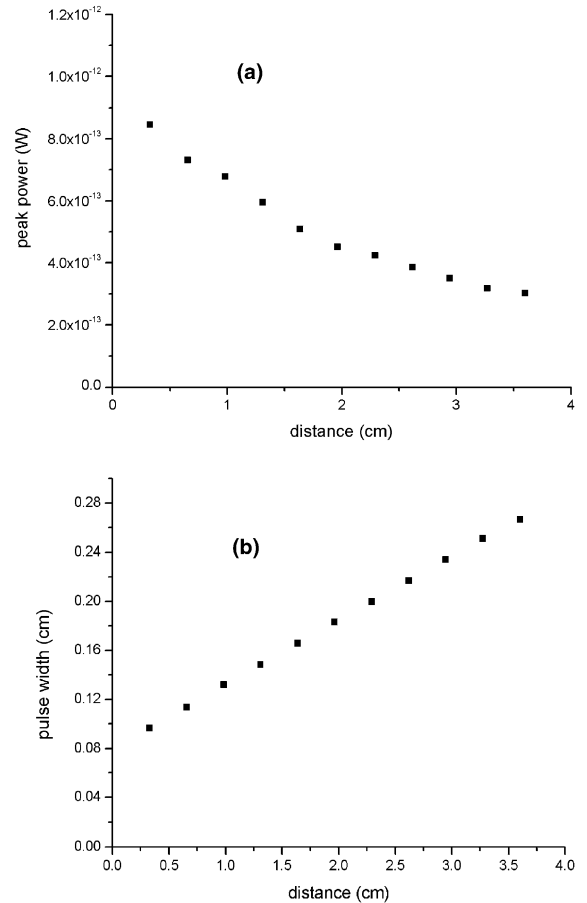 (a)
peak power (W)
1.2x10⁻¹²
1.0x10⁻¹²
8.0x10⁻¹³
6.0x10⁻¹³
4.0x10⁻¹³
2.0x10⁻¹³
0.0
0 1 2 3 4
distance (cm)
(b)
pulse width (cm)
0.28
0.24
0.20
0.16
0.12
0.08
0.04
0.00
0.0 0.5 1.0 1.5 2.0 2.5 3.0 3.5 4.0
distance (cm)